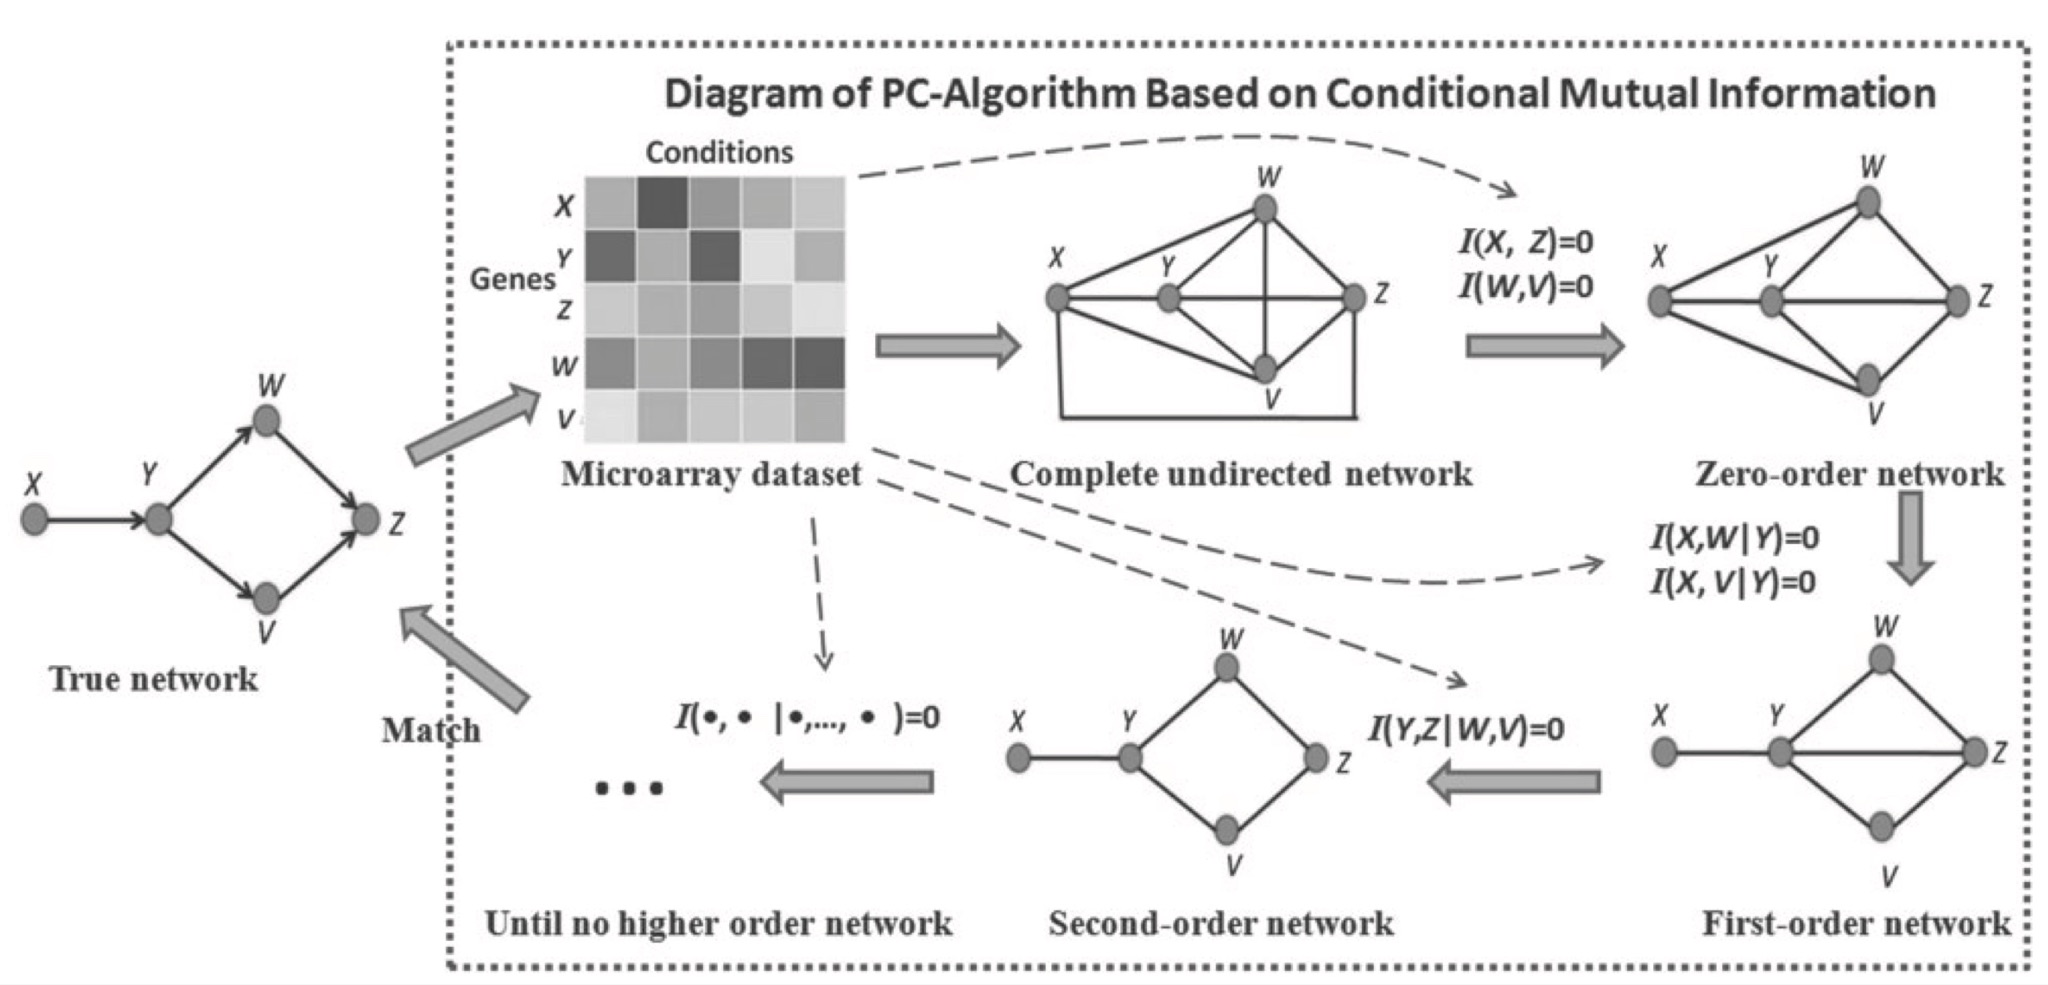 Diagram of PC-Algorithm Based on Conditional Mutual Information
Conditions
Genes
X
Y
Z
W
V
Microarray dataset
W
X
Y
Z
V
Complete undirected network
I(X, Z)=0
I(W,V)=0
W
X
Y
Z
V
Zero-order network
W
Y
X
Z
V
True network
I(X,W|Y)=0
I(X, V|Y)=0
W
X
Y
Z
V
First-order network
I(Y,Z|W,V)=0
W
X
Y
Z
V
Second-order network
I(•, • |•,..., • )=0
...
Until no higher order network
Match